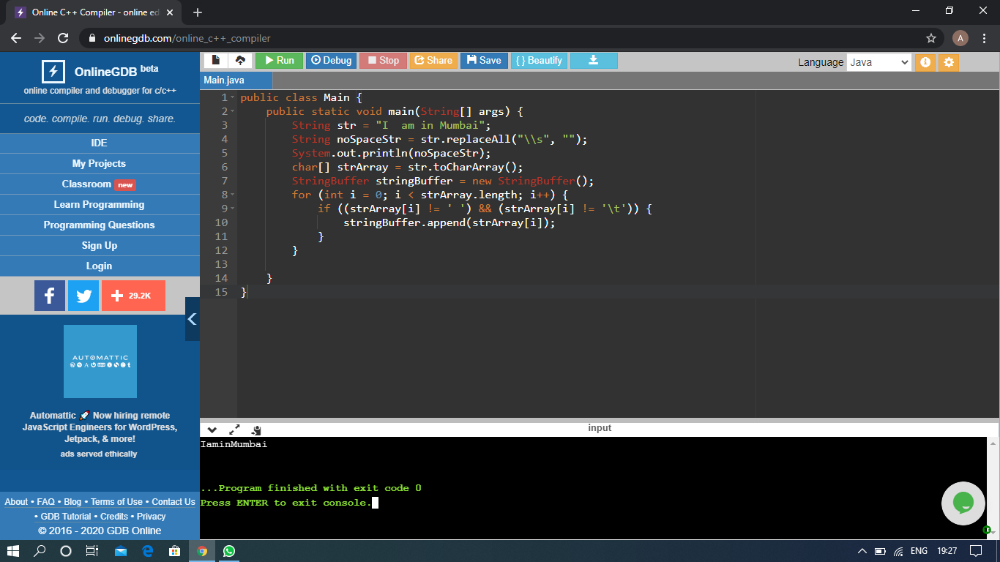 Online C++ Compiler - online ed
onlinegdb.com/online_c++_compiler
A
OnlineGDB beta
online compiler and debugger for c/c++
code. compile. run. debug. share.
IDE
My Projects
Classroom new
Learn Programming
Programming Questions
Sign Up
Login
29.2K
AUTOMATTIC
Automattic 🚀 Now hiring remote
JavaScript Engineers for WordPress,
Jetpack, & more!
ads served ethically
About • FAQ • Blog • Terms of Use • Contact Us
• GDB Tutorial • Credits • Privacy
© 2016 - 2020 GDB Online
Run Debug Stop Share Save { } Beautify
Language Java
Main.java
1 public class Main {
2     public static void main(String[] args) {
3         String str = "I  am in Mumbai";
4         String noSpaceStr = str.replaceAll("\\s", "");
5         System.out.println(noSpaceStr);
6         char[] strArray = str.toCharArray();
7         StringBuffer stringBuffer = new StringBuffer();
8         for (int i = 0; i < strArray.length; i++) {
9             if ((strArray[i] != ' ') && (strArray[i] != '\t')) {
10                 stringBuffer.append(strArray[i]);
11             }
12         }
13
14     }
15 }
input
IaminMumbai
...Program finished with exit code 0
Press ENTER to exit console.
ENG 19:27